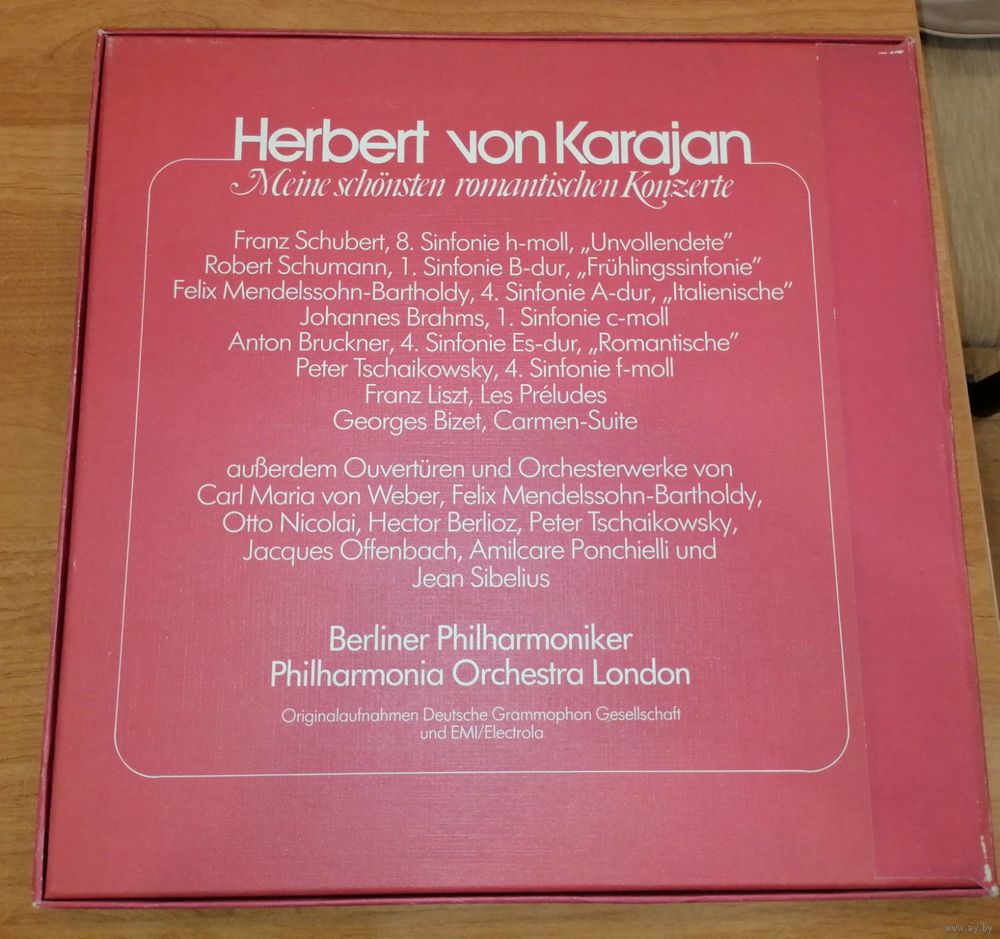 Herbert von Karajan
Meine schönsten romantischen Konzerte
Franz Schubert, 8. Sinfonie h-moll, „Unvollendete”
Robert Schumann, 1. Sinfonie B-dur, „Frühlingssinfonie”
Felix Mendelssohn-Bartholdy, 4. Sinfonie A-dur, „Italienische”
Johannes Brahms, 1. Sinfonie c-moll
Anton Bruckner, 4. Sinfonie Es-dur, „Romantische”
Peter Tschaikowsky, 4. Sinfonie f-moll
Franz Liszt, Les Préludes
Georges Bizet, Carmen-Suite
außerdem Ouvertüren und Orchesterwerke von
Carl Maria von Weber, Felix Mendelssohn-Bartholdy,
Otto Nicolai, Hector Berlioz, Peter Tschaikowsky,
Jacques Offenbach, Amilcare Ponchielli und
Jean Sibelius
Berliner Philharmoniker
Philharmonia Orchestra London
Originalaufnahmen Deutsche Grammophon Gesellschaft
und EMI/Electrola
www.ay.by